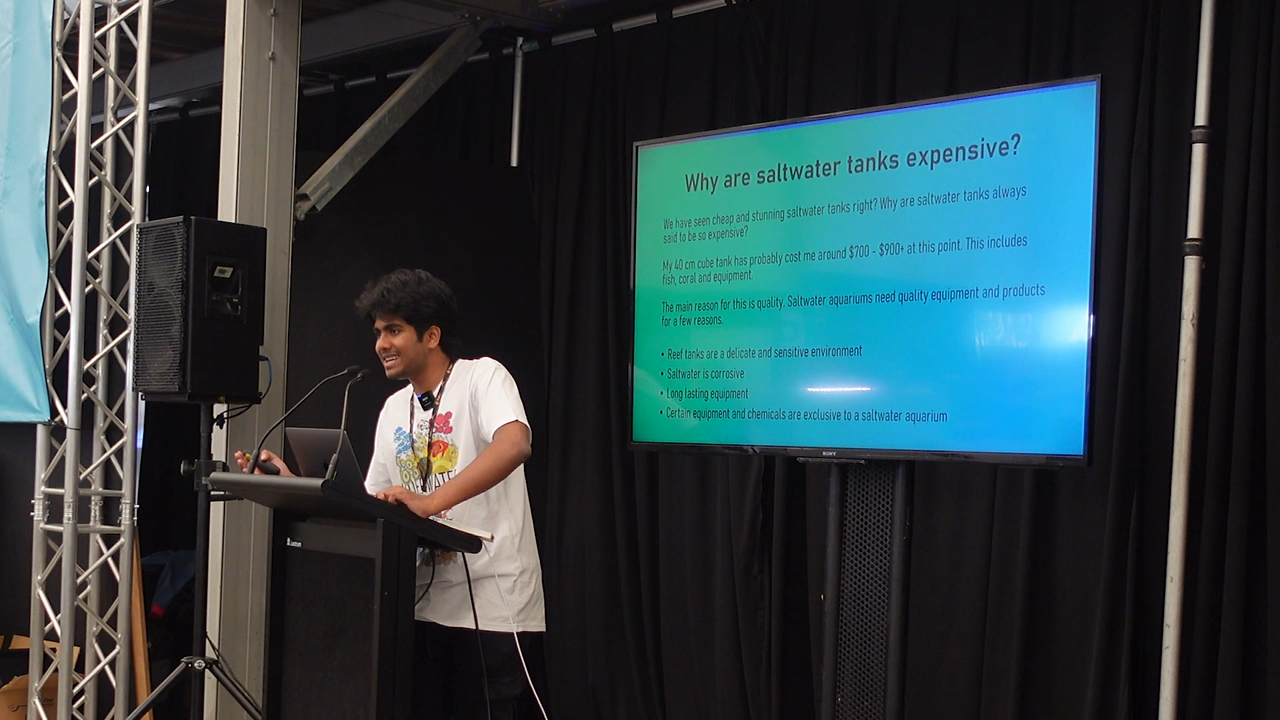 Why are saltwater tanks expensive?
We have seen cheap and stunning saltwater tanks right? Why are saltwater tanks always
said to be so expensive?
My 40 cm cube tank has probably cost me around $700 - $900+ at this point. This includes
fish, coral and equipment.
The main reason for this is quality. Saltwater aquariums need quality equipment and products
for a few reasons.
• Reef tanks are a delicate and sensitive environment
• Saltwater is corrosive
• Long lasting equipment
• Certain equipment and chemicals are exclusive to a saltwater aquarium
SONY